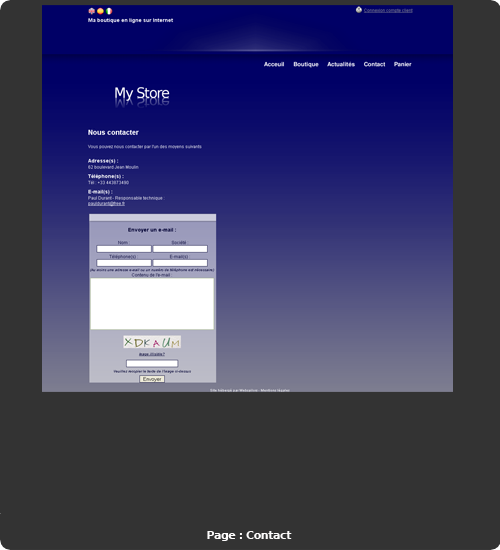 Connexion compte client
Ma boutique en ligne sur Internet
Acceuil Boutique Actualités Contact Panier
My Store
Nous contacter
Vous pouvez nous contacter par l'un des moyens suivants
Adresse(s) :
62 boulevard Jean Moulin
Téléphone(s) :
Tél : +33 443873490
E-mail(s) :
Paul Durant - Responsable technique :
pauldurant@free.fr
Envoyer un e-mail :
Nom : Société
Téléphone(s) E-mail(s)
(Au moins une adresse e-mail ou un numéro de téléphone est nécessaire)
Contenu de l'e-mail :
XDKAUM
Image illisible?
Veuillez recopier le texte de l'image ci-dessus
Envoyer
Page : Contact